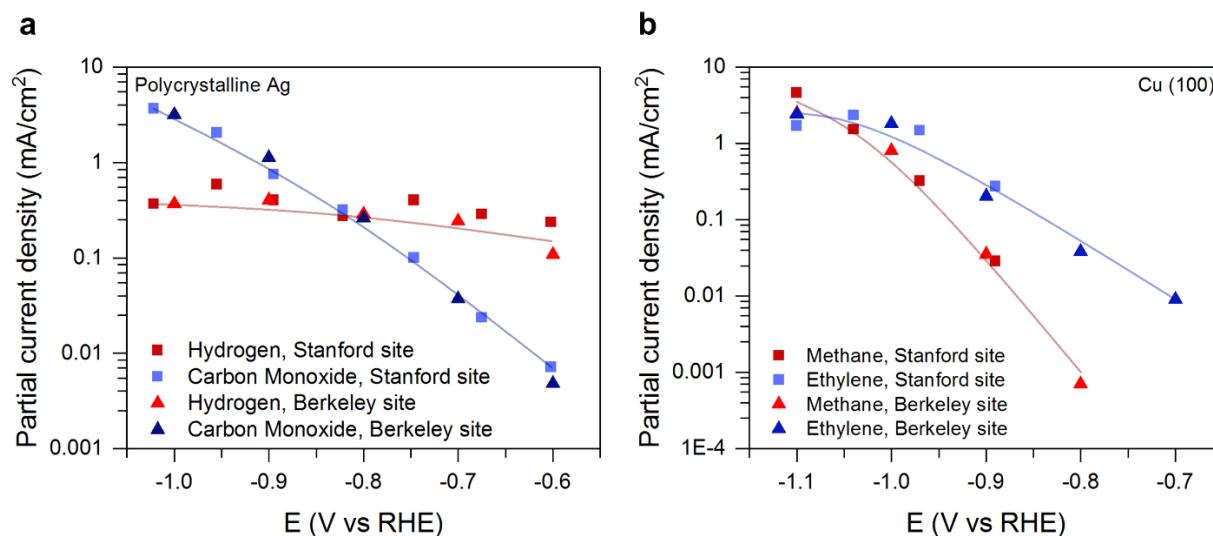 a
Polycrystalline Ag
Partial current density (mA/cm²)
10
1
0.1
0.01
0.001
Hydrogen, Stanford site
Carbon Monoxide, Stanford site
Hydrogen, Berkeley site
Carbon Monoxide, Berkeley site
-1.0 -0.9 -0.8 -0.7 -0.6
E (V vs RHE)
b
Cu (100)
Partial current density (mA/cm²)
10
1
0.1
0.01
0.001
1E-4
Methane, Stanford site
Ethylene, Stanford site
Methane, Berkeley site
Ethylene, Berkeley site
-1.1 -1.0 -0.9 -0.8 -0.7
E (V vs RHE)